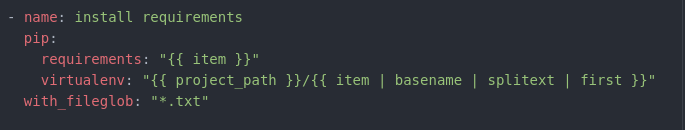 - name: install requirements
  pip:
    requirements: "{{ item }}"
    virtualenv: "{{ project_path }}/{{ item | basename | splitext | first }}"
  with_fileglob: "*.txt"